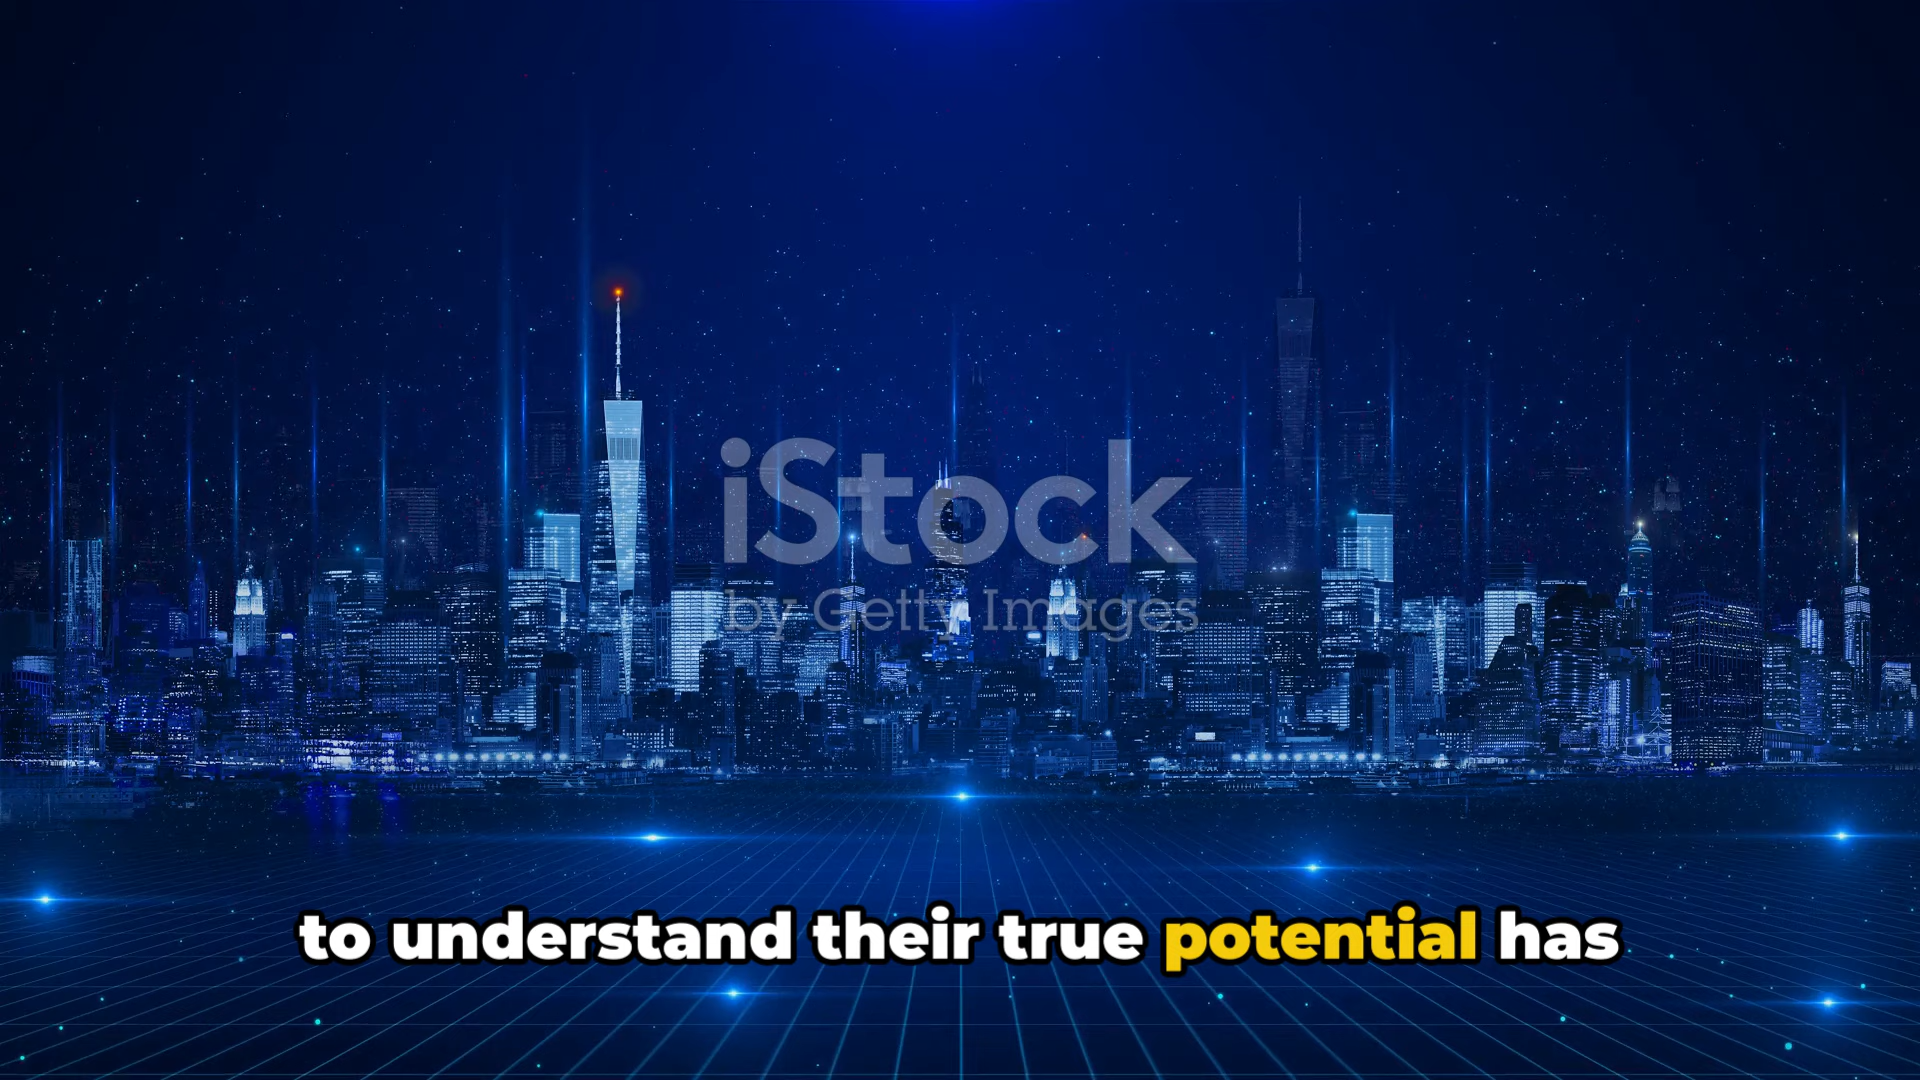 iStock
by Getty Images
to understand their true potential has